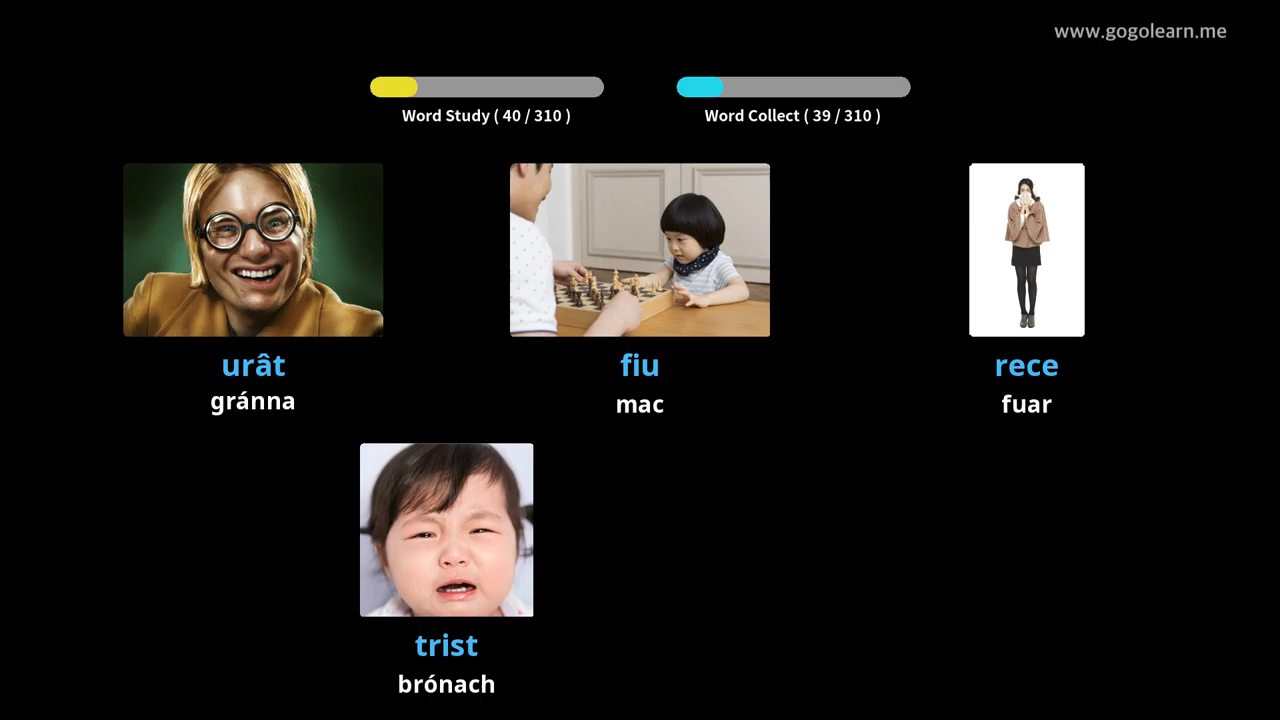 www.gogolearn.me
Word Study ( 40 / 310 )
Word Collect ( 39 / 310 )
urât
gránna
fiu
mac
rece
fuar
trist
brónach